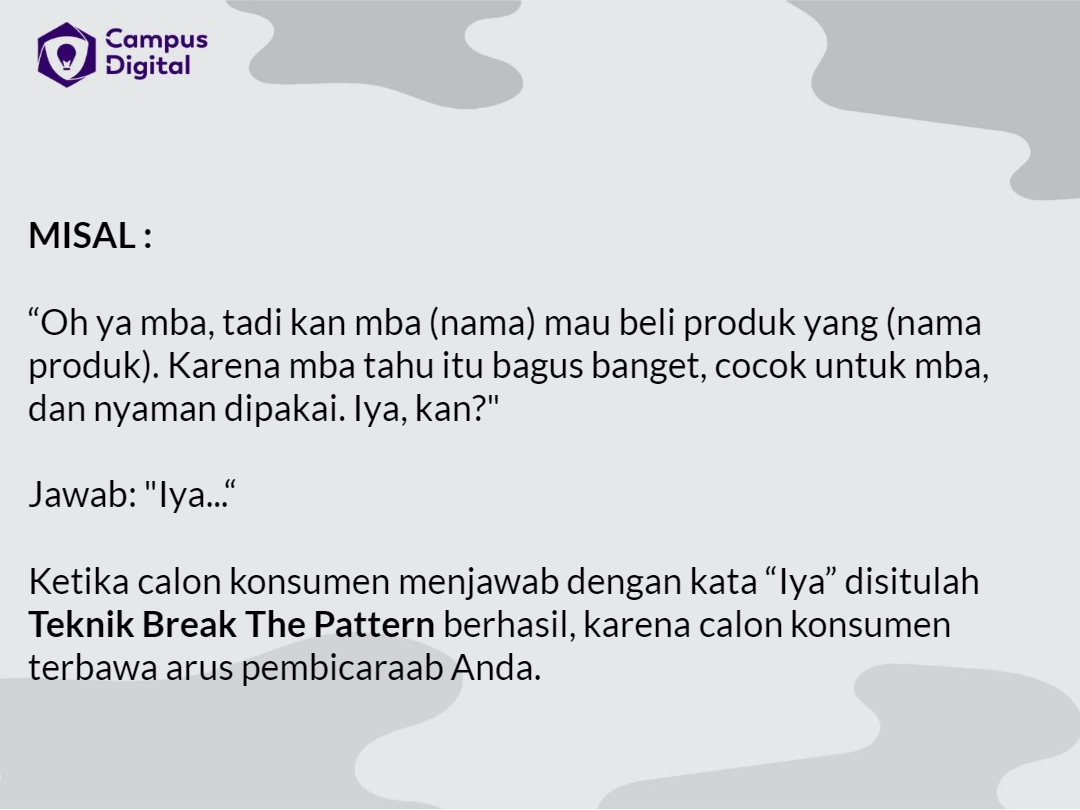 Campus
Digital
MISAL :
“Oh ya mba, tadi kan mba (nama) mau beli produk yang (nama
produk). Karena mba tahu itu bagus banget, cocok untuk mba,
dan nyaman dipakai. Iya, kan?"
Jawab: "Iya...“
Ketika calon konsumen menjawab dengan kata “Iya” disitulah
Teknik Break The Pattern berhasil, karena calon konsumen
terbawa arus pembicaraab Anda.